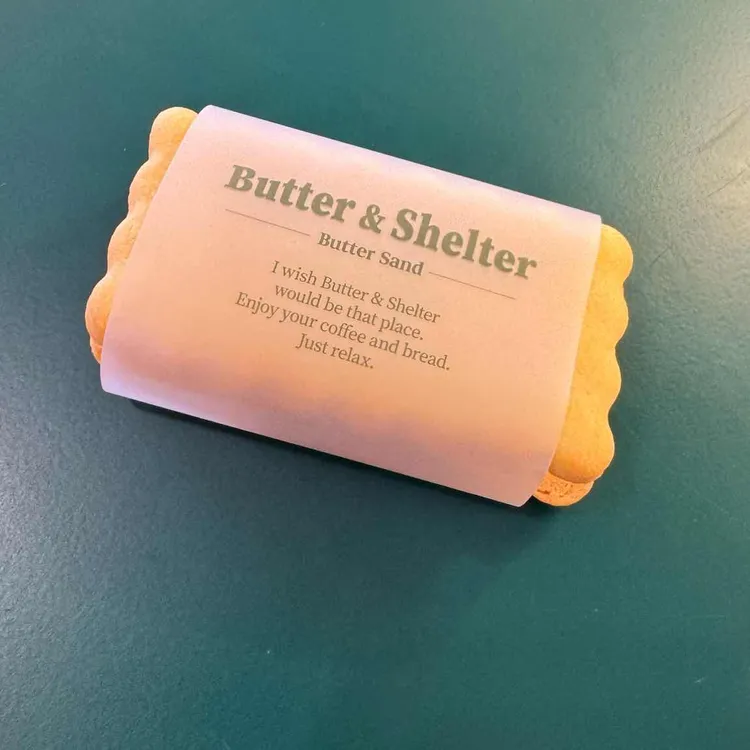 Butter & Shelter
Butter Sand
I wish Butter & Shelter
would be that place.
Enjoy your coffee and bread.
Just relax.